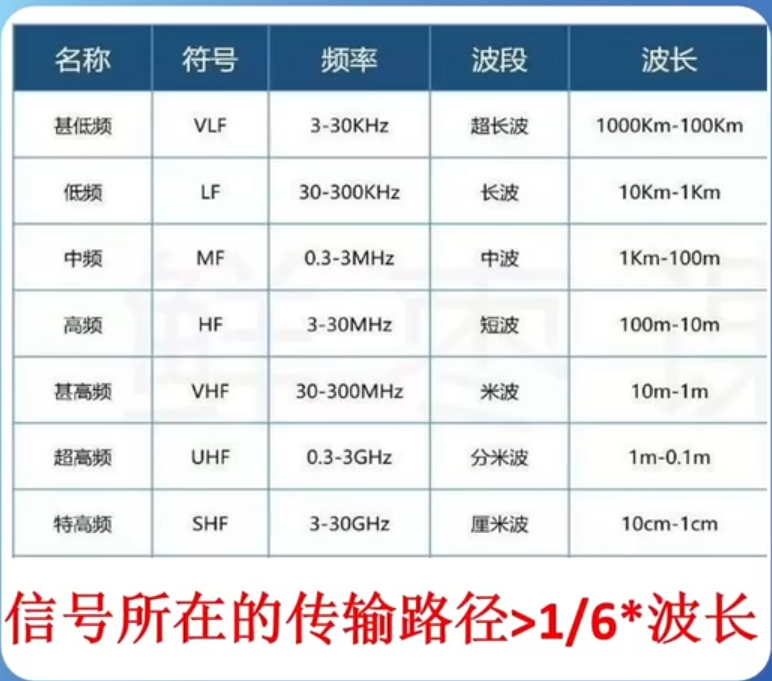 名称 符号 频率 波段 波长
甚低频 VLF 3-30KHz 超长波 1000Km-100Km
低频 LF 30-300KHz 长波 10Km-1Km
中频 MF 0.3-3MHz 中波 1Km-100m
高频 HF 3-30MHz 短波 100m-10m
甚高频 VHF 30-300MHz 米波 10m-1m
超高频 UHF 0.3-3GHz 分米波 1m-0.1m
特高频 SHF 3-30GHz 厘米波 10cm-1cm
信号所在的传输路径>1/6*波长